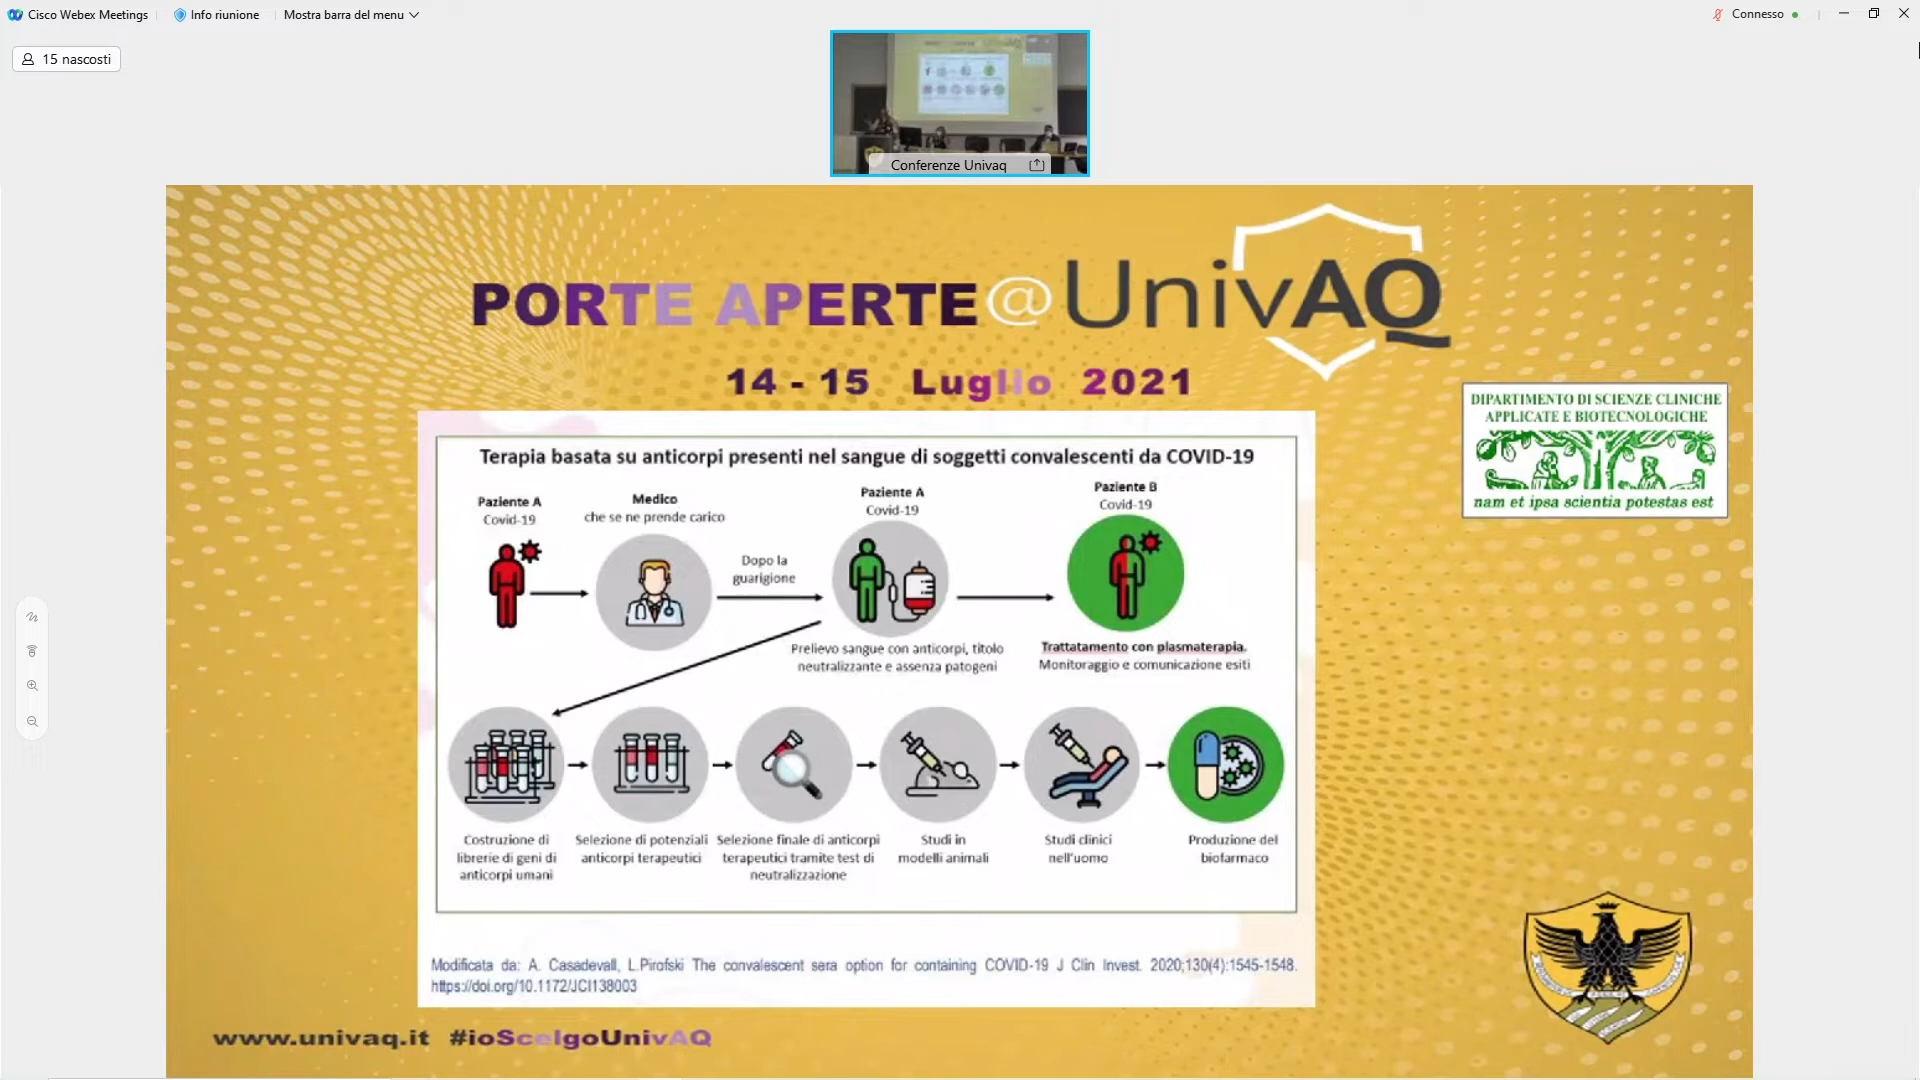 Cisco Webex Meetings
Info riunione
Mostra barra del menu
Connesso
15 nascosti
Conferenze Univaq
PORTE APERTE@UnivAQ
14 - 15 Luglio 2021
DIPARTIMENTO DI SCIENZE CLINICHE
APPLICATE E BIOTECNOLOGICHE
nam et ipsa scientia potestas est
Terapia basata su anticorpi presenti nel sangue di soggetti convalescenti da COVID-19
Paziente A
Covid-19
Medico
che se ne prende carico
Dopo la
guarigione
Paziente A
Covid-19
Paziente B
Covid-19
Prelievo sangue con anticorpi, titolo
neutralizzante e assenza patogeni
Trattatamento con plasmaterapia.
Monitoraggio e comunicazione esiti
Costruzione di
librerie di geni di
anticorpi umani
Selezione di potenziali
anticorpi terapeutici
Selezione finale di anticorpi
terapeutici tramite test di
neutralizzazione
Studi in
modelli animali
Studi clinici
nell'uomo
Produzione del
biofarmaco
Modificata da: A. Casadevall, L.Pirofski The convalescent sera option for containing COVID-19 J Clin Invest. 2020;130(4):1545-1548.
https://doi.org/10.1172/JCI138003
www.univaq.it #ioScelgoUnivAQ